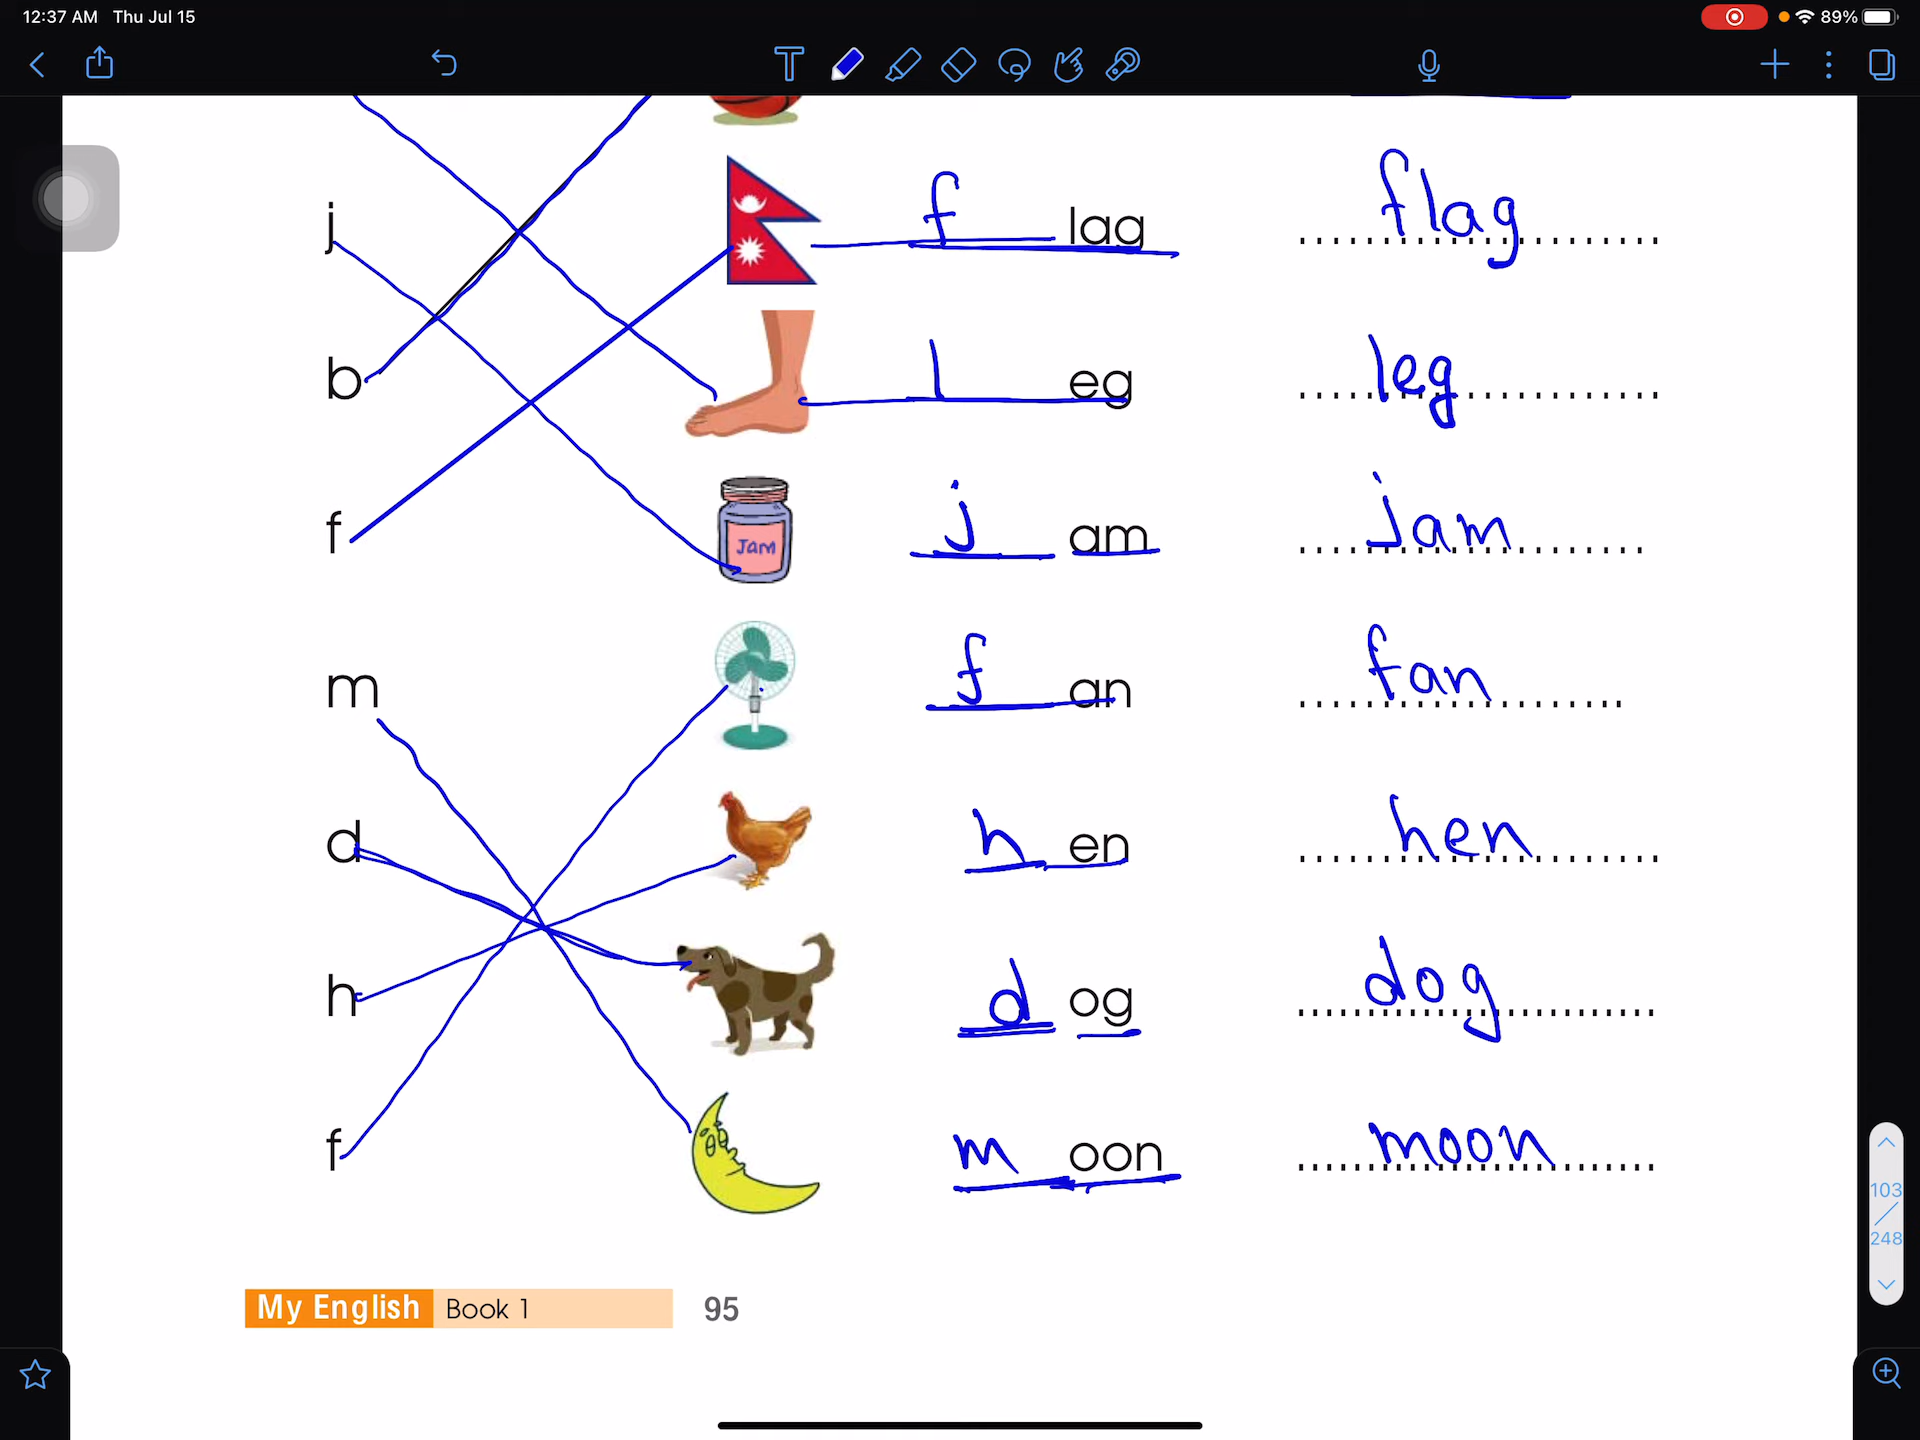 12:37 AM Thu Jul 15 89%
j f lag flag
b l eg leg
f Jam j am jam
m f an fan
d h en hen
h d og dog
f m oon moon
103
248
My English Book 1 95